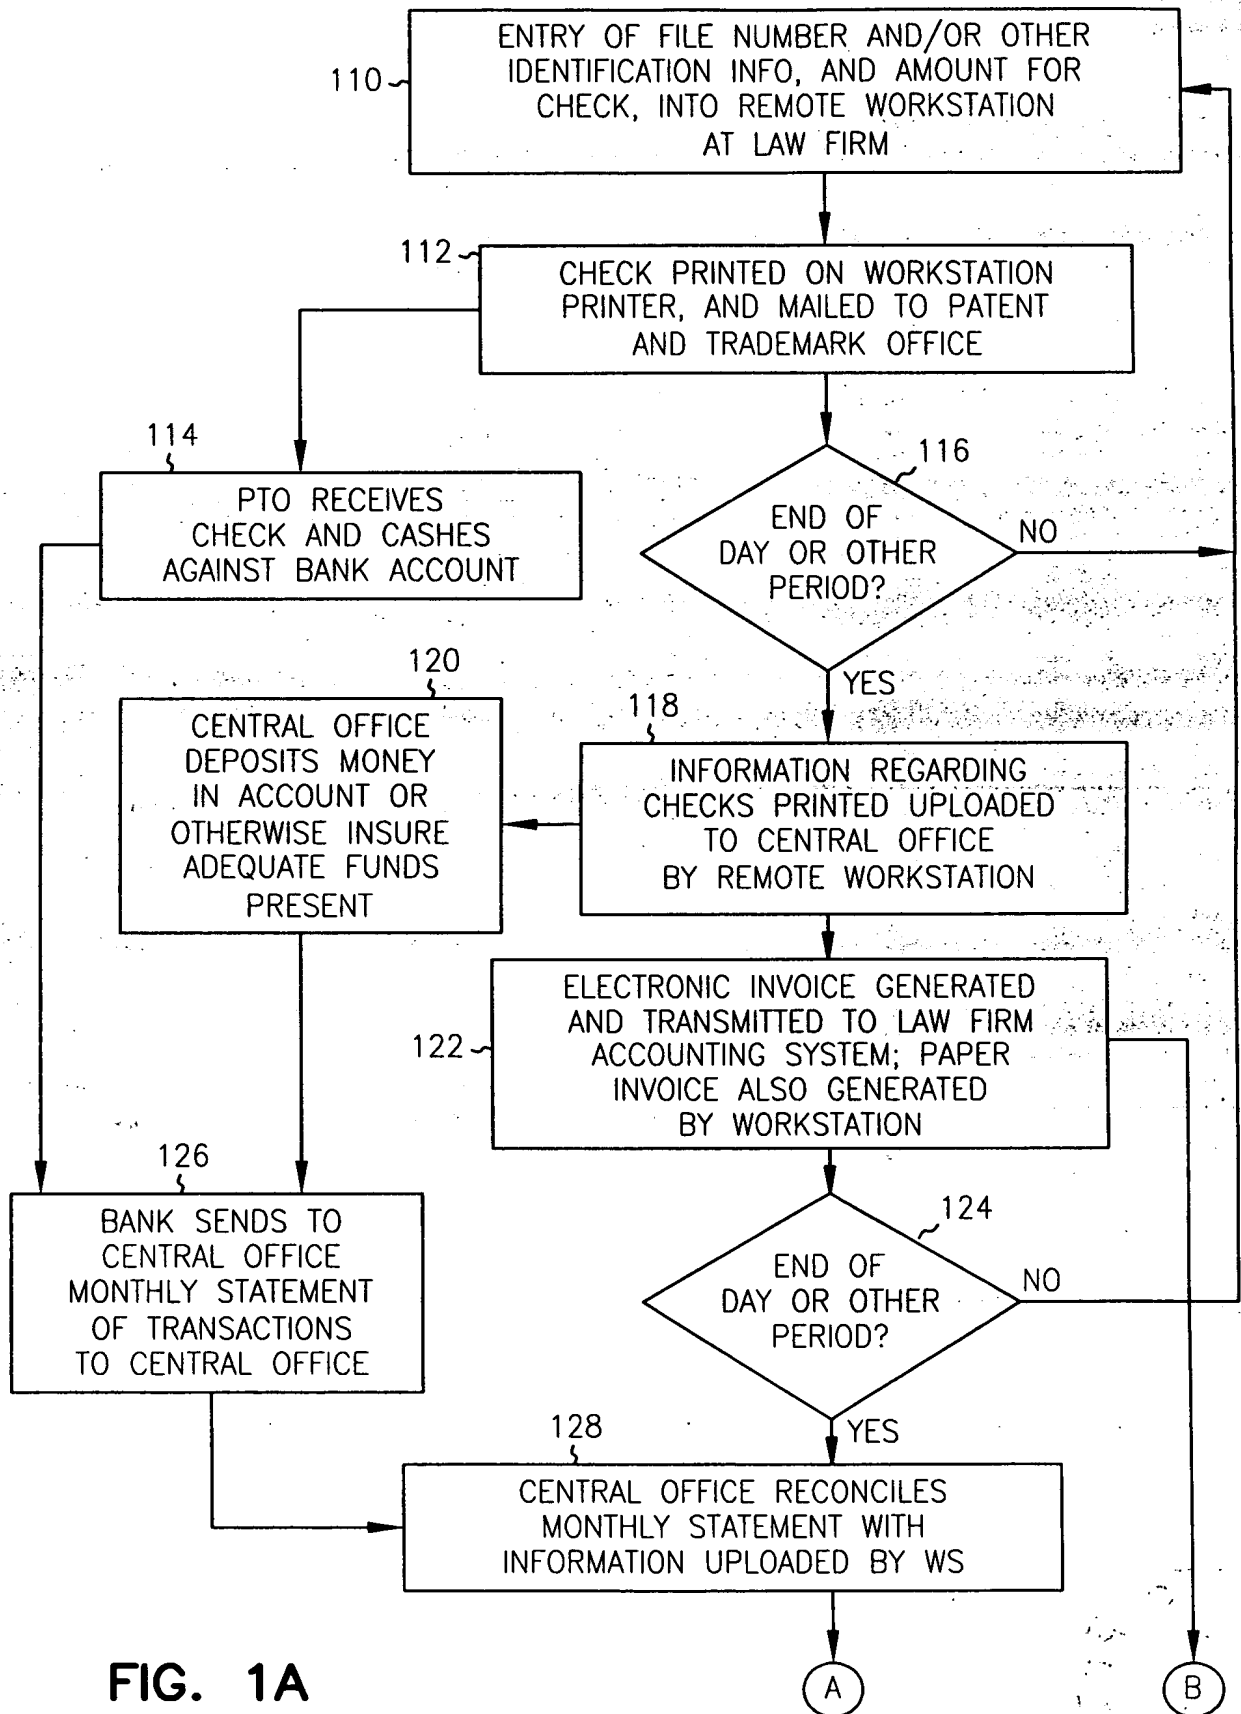 ENTRY OF FILE NUMBER AND/OR OTHER
IDENTIFICATION INFO, AND AMOUNT FOR
CHECK, INTO REMOTE WORKSTATION
AT LAW FIRM
110
112
CHECK PRINTED ON WORKSTATION
PRINTER, AND MAILED TO PATENT
AND TRADEMARK OFFICE
114
PTO RECEIVES
CHECK AND CASHES
AGAINST BANK ACCOUNT
116
END OF
DAY OR OTHER
PERIOD?
NO
YES
120
CENTRAL OFFICE
DEPOSITS MONEY
IN ACCOUNT OR
OTHERWISE INSURE
ADEQUATE FUNDS
PRESENT
118
INFORMATION REGARDING
CHECKS PRINTED UPLOADED
TO CENTRAL OFFICE
BY REMOTE WORKSTATION
122
ELECTRONIC INVOICE GENERATED
AND TRANSMITTED TO LAW FIRM
ACCOUNTING SYSTEM; PAPER
INVOICE ALSO GENERATED
BY WORKSTATION
126
BANK SENDS TO
CENTRAL OFFICE
MONTHLY STATEMENT
OF TRANSACTIONS
TO CENTRAL OFFICE
124
END OF
DAY OR OTHER
PERIOD?
NO
YES
128
CENTRAL OFFICE RECONCILES
MONTHLY STATEMENT WITH
INFORMATION UPLOADED BY WS
A
B
FIG. 1A